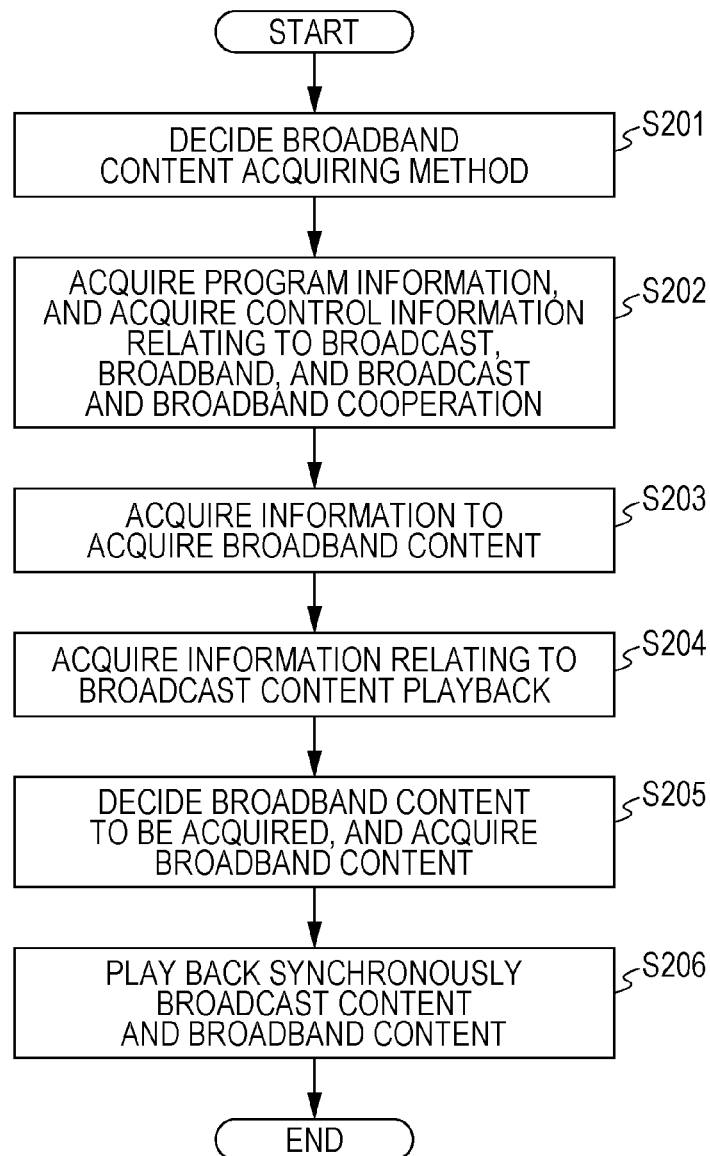 START
DECIDE BROADBAND
CONTENT ACQUIRING METHOD
S201
ACQUIRE PROGRAM INFORMATION,
AND ACQUIRE CONTROL INFORMATION
RELATING TO BROADCAST,
BROADBAND, AND BROADCAST
AND BROADBAND COOPERATION
S202
ACQUIRE INFORMATION TO
ACQUIRE BROADBAND CONTENT
S203
ACQUIRE INFORMATION RELATING TO
BROADCAST CONTENT PLAYBACK
S204
DECIDE BROADBAND CONTENT
TO BE ACQUIRED, AND ACQUIRE
BROADBAND CONTENT
S205
PLAY BACK SYNCHRONOUSLY
BROADCAST CONTENT
AND BROADBAND CONTENT
S206
END